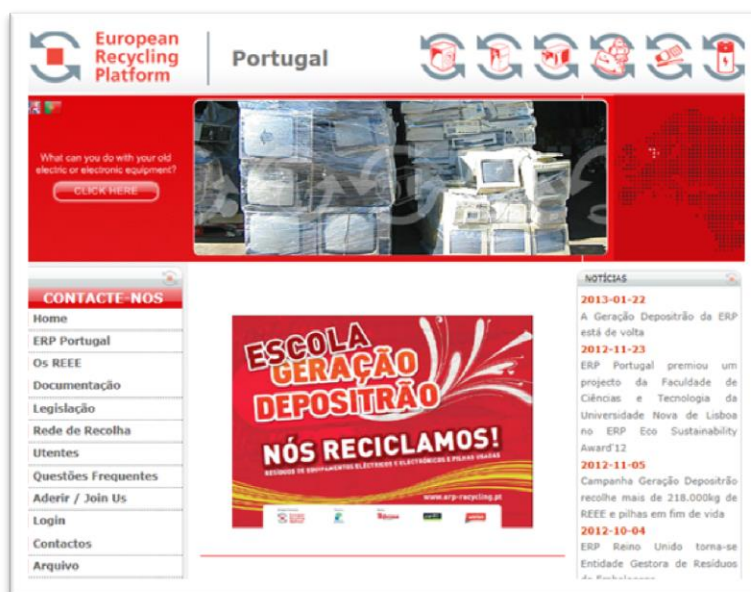 European
Recycling
Platform
Portugal
What can you do with your old
electric or electronic equipment?
CLICK HERE
CONTACTE-NOS
Home
ERP Portugal
Os REEE
Documentação
Legislação
Rede de Recolha
Utentes
Questões Frequentes
Aderir / Join Us
Login
Contactos
Arquivo
ESCOLA
GERAÇÃO
DEPOSITRÃO
NÓS RECICLAMOS!
RESÍDUOS DE EQUIPAMENTOS ELÉCTRICOS E ELECTRÓNICOS E PILHAS USADAS
www.erp-recycling.pt
NOTÍCIAS
2013-01-22
A Geração Depositrão da ERP
está de volta
2012-11-23
ERP Portugal premiou um
projecto da Faculdade de
Ciências e Tecnologia da
Universidade Nova de Lisboa
no ERP Eco Sustainability
Award'12
2012-11-05
Campanha Geração Depositrão
recolhe mais de 218.000kg de
REEE e pilhas em fim de vida
2012-10-04
ERP Reino Unido torna-se
Entidade Gestora de Resíduos